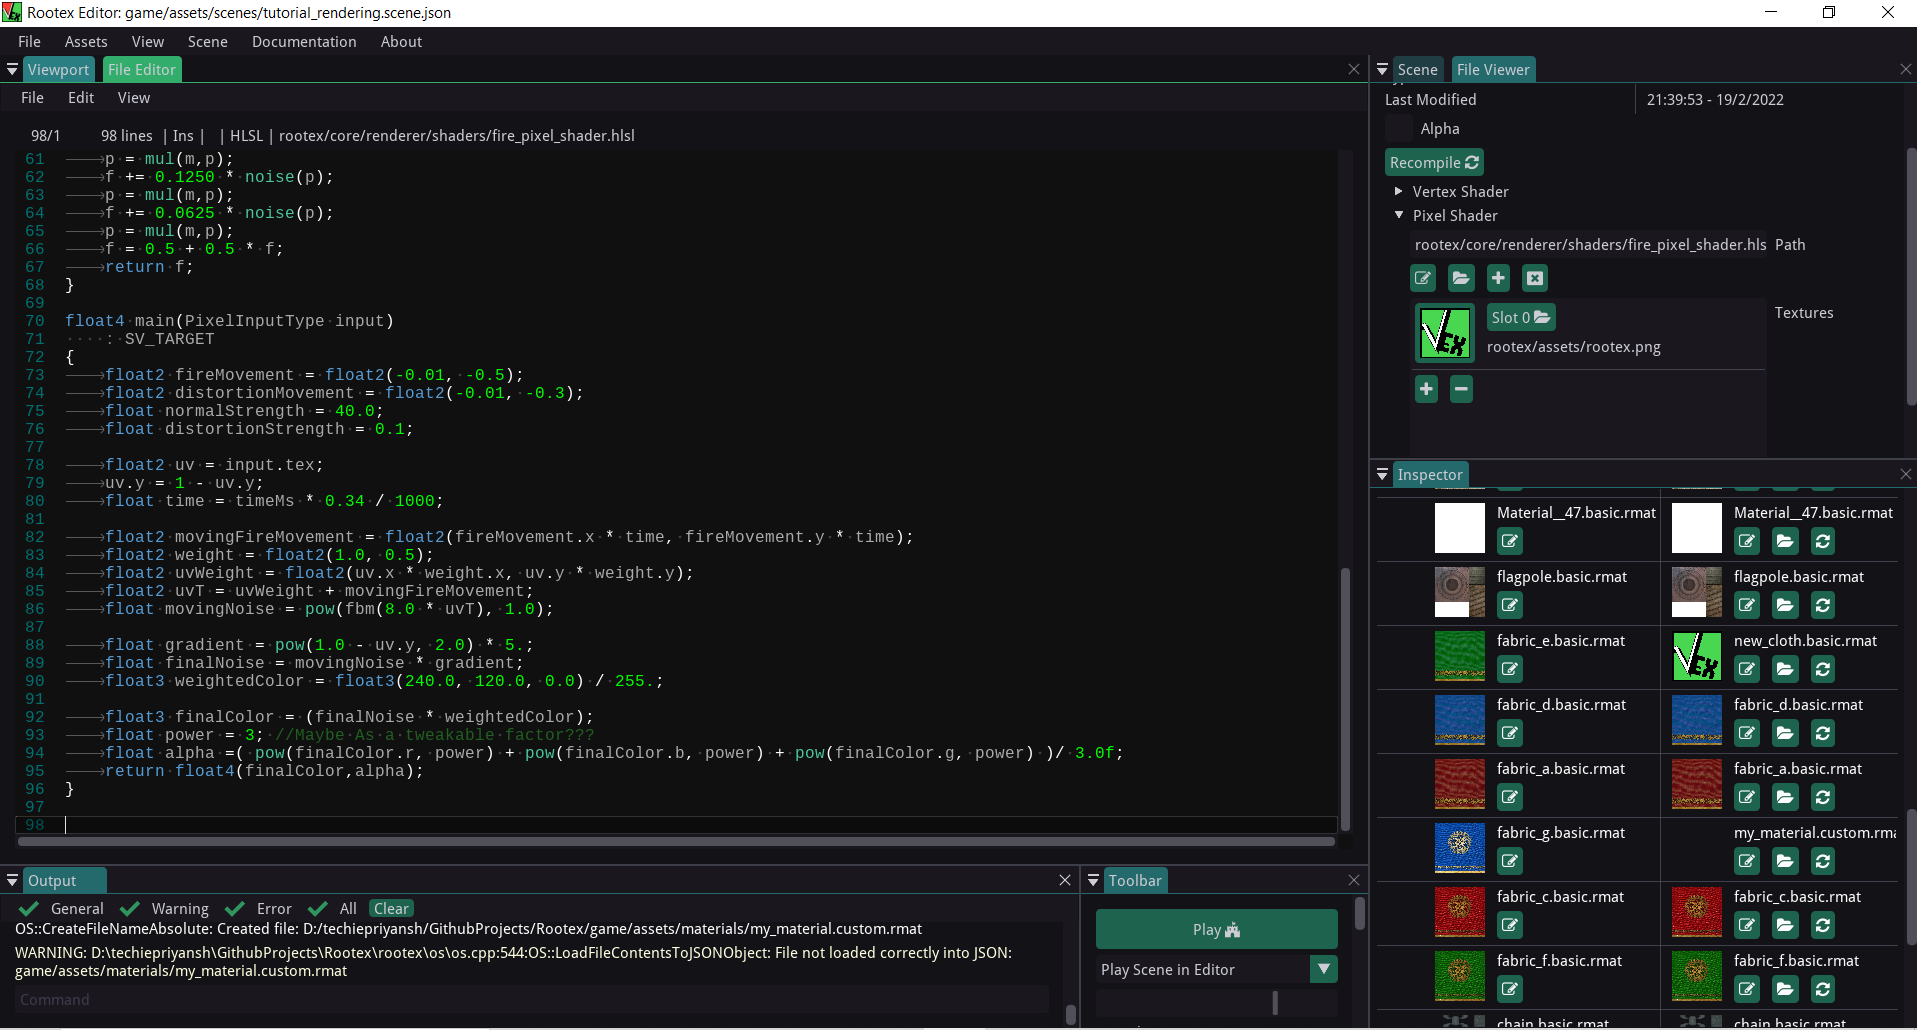 Rootex Editor: game/assets/scenes/tutorial_rendering.scene.json
File Assets View Scene Documentation About
Viewport File Editor
File Edit View
98/1 98 lines | Ins | | HLSL | rootex/core/renderer/shaders/fire_pixel_shader.hlsl
61 p = mul(m,p);
62 f += 0.1250 * noise(p);
63 p = mul(m,p);
64 f += 0.0625 * noise(p);
65 p = mul(m,p);
66 f = 0.5 + 0.5 * f;
67 return f;
68 }
69
70 float4 main(PixelInputType input)
71 : SV_TARGET
72 {
73 float2 fireMovement = float2(-0.01, -0.5);
74 float2 distortionMovement = float2(-0.01, -0.3);
75 float normalStrength = 40.0;
76 float distortionStrength = 0.1;
77
78 float2 uv = input.tex;
79 uv.y = 1 - uv.y;
80 float time = timeMs * 0.34 / 1000;
81
82 float2 movingFireMovement = float2(fireMovement.x * time, fireMovement.y * time);
83 float2 weight = float2(1.0, 0.5);
84 float2 uvWeight = float2(uv.x * weight.x, uv.y * weight.y);
85 float2 uvT = uvWeight + movingFireMovement;
86 float movingNoise = pow(fbm(8.0 * uvT), 1.0);
87
88 float gradient = pow(1.0 - uv.y, 2.0) * 5.;
89 float finalNoise = movingNoise * gradient;
90 float3 weightedColor = float3(240.0, 120.0, 0.0) / 255.;
91
92 float3 finalColor = (finalNoise * weightedColor);
93 float power = 3; //Maybe As a tweakable factor???
94 float alpha =( pow(finalColor.r, power) + pow(finalColor.b, power) + pow(finalColor.g, power) )/ 3.0f;
95 return float4(finalColor,alpha);
96 }
97
98
Output
General Warning Error All Clear
OS::CreateFileNameAbsolute: Created file: D:/techiepriyansh/GithubProjects/Rootex/game/assets/materials/my_material.custom.rmat
WARNING: D:\techiepriyansh\GithubProjects\Rootex\rootex\os\os.cpp:544:OS::LoadFileContentsToJSONObject: File not loaded correctly into JSON:
game/assets/materials/my_material.custom.rmat
Command
Toolbar
Play
Play Scene in Editor
Scene File Viewer
Last Modified 21:39:53 - 19/2/2022
Alpha
Recompile
Vertex Shader
Pixel Shader
rootex/core/renderer/shaders/fire_pixel_shader.hls Path
VEX Slot 0 Textures
rootex/assets/rootex.png
Inspector
Material__47.basic.rmat Material__47.basic.rmat
flagpole.basic.rmat flagpole.basic.rmat
fabric_e.basic.rmat VEX new_cloth.basic.rmat
fabric_d.basic.rmat fabric_d.basic.rmat
fabric_a.basic.rmat fabric_a.basic.rmat
fabric_g.basic.rmat my_material.custom.rma
fabric_c.basic.rmat fabric_c.basic.rmat
fabric_f.basic.rmat fabric_f.basic.rmat
chain.basic.rmat chain.basic.rmat